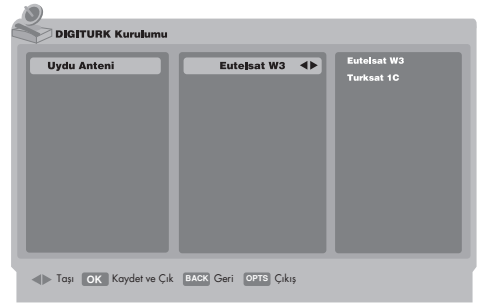 DIGITURK Kurulumu
Uydu Anteni
Eutelsat W3
Eutelsat W3
Turksat 1C
Taşı OK Kaydet ve Çık BACK Geri OPTS Çıkış